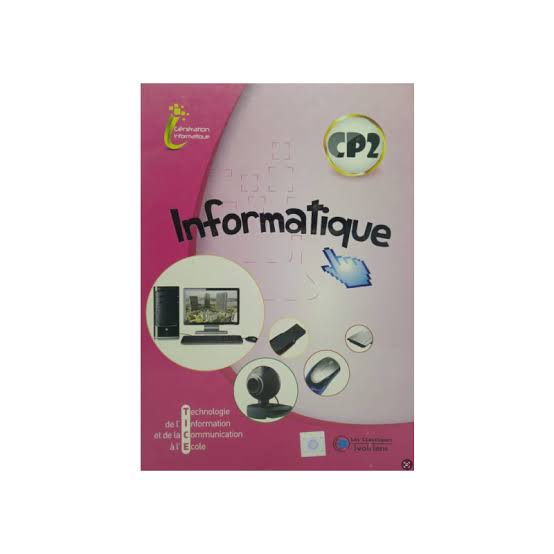 Génération
Informatique
CP2
Informatique
Technologie
de l'Information
et de la Communication
à l'Ecole
Les Classiques
Ivoiriens